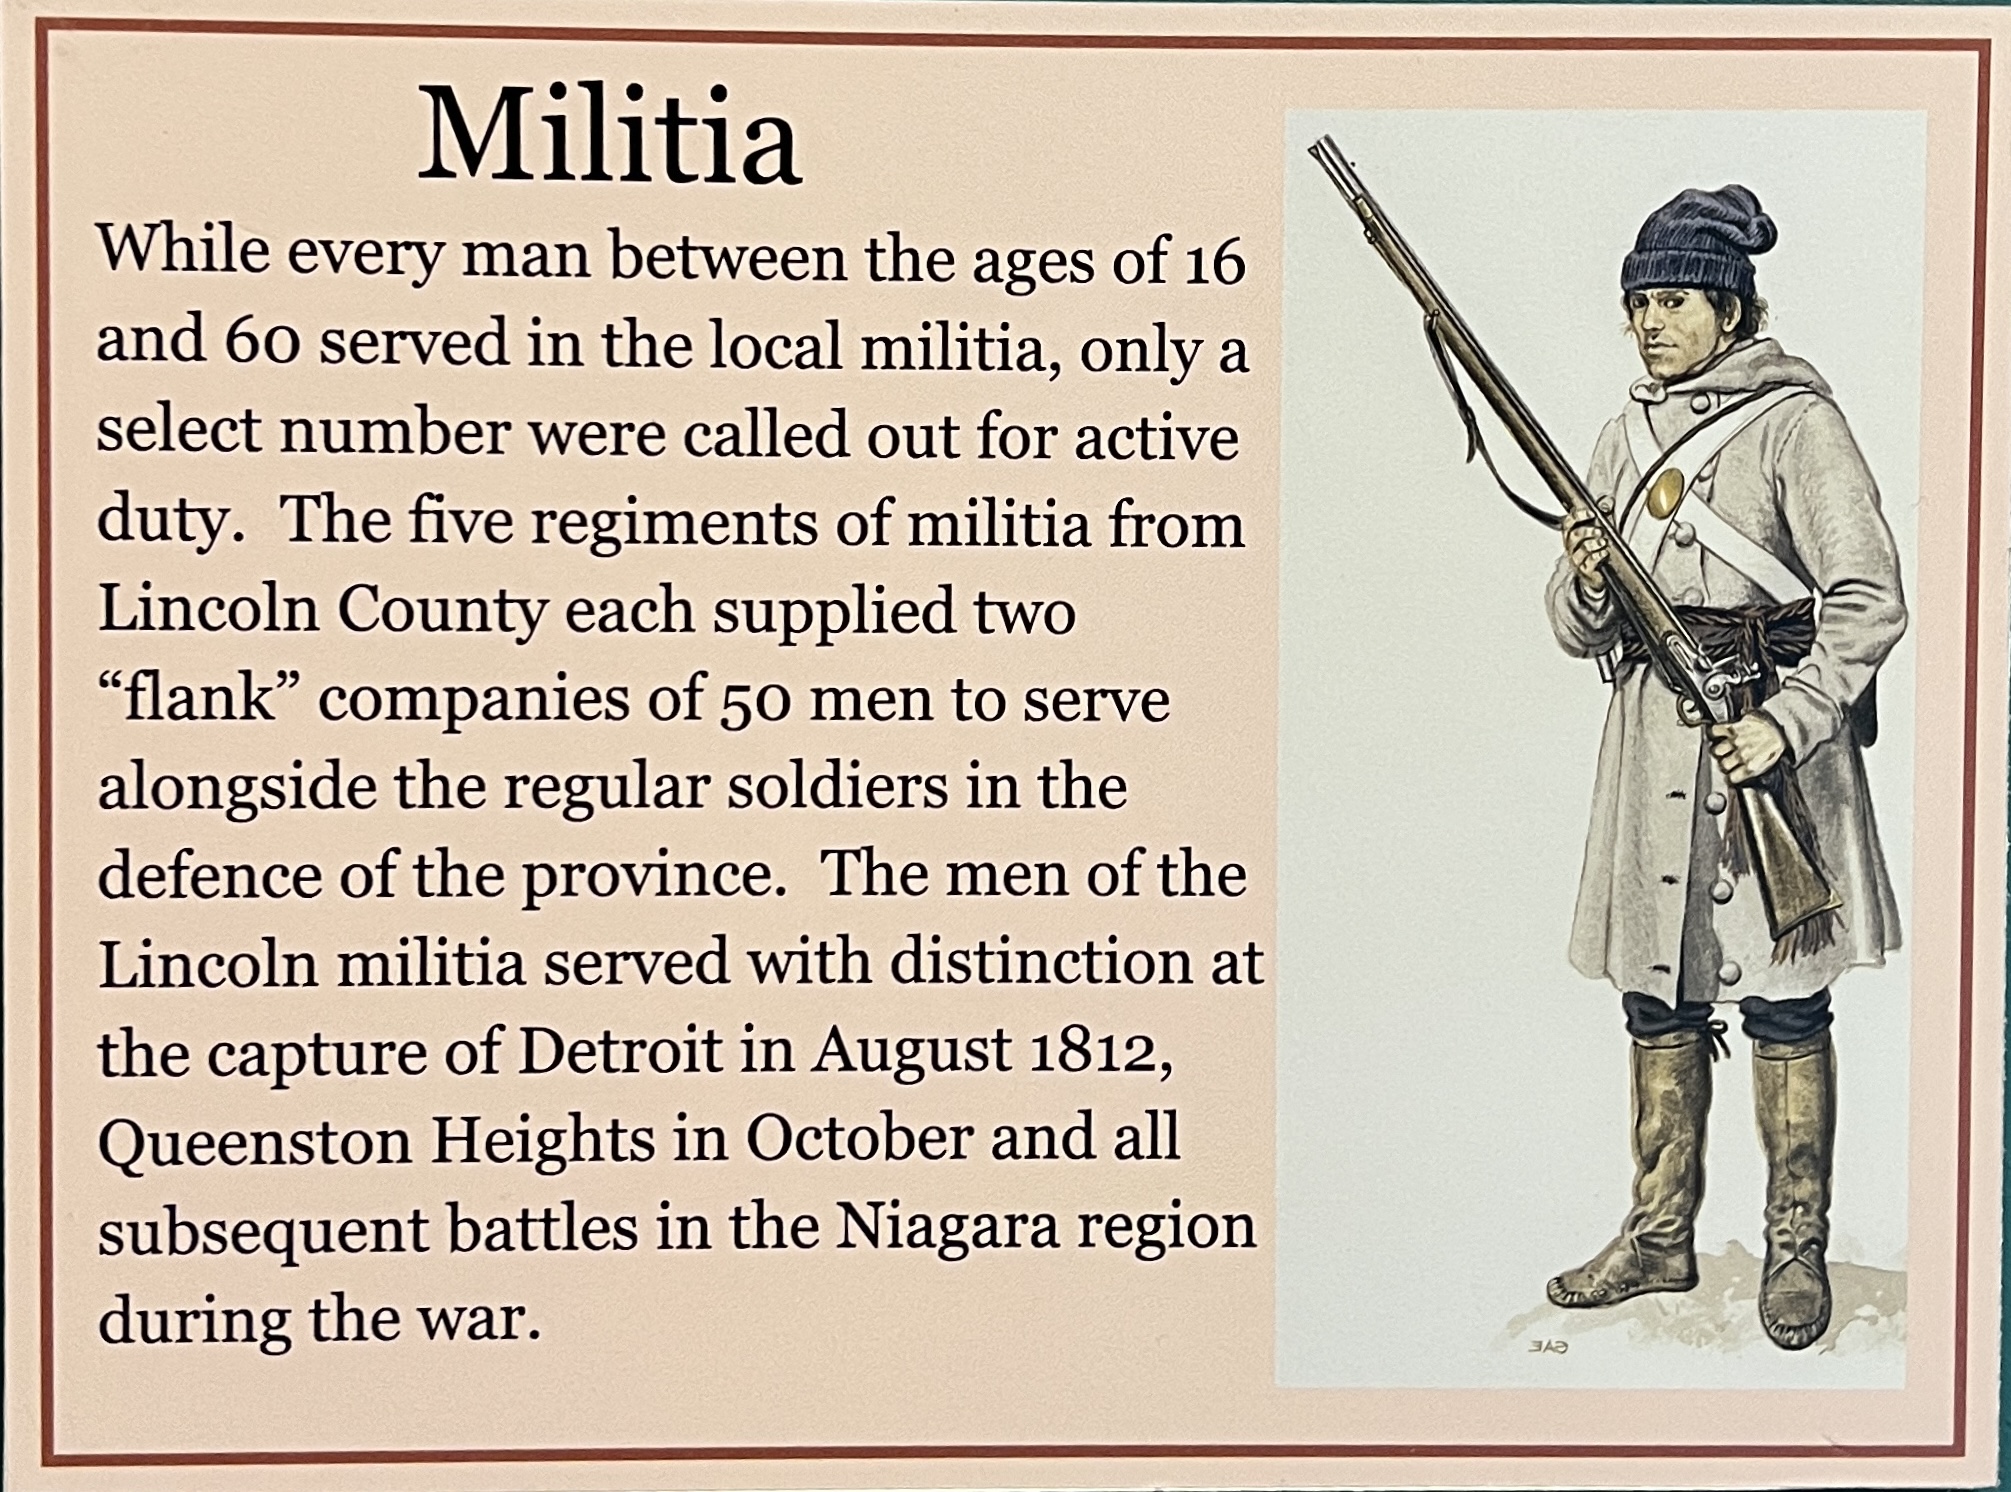 Militia
While every man between the ages of 16
and 60 served in the local militia, only a
select number were called out for active
duty.  The five regiments of militia from
Lincoln County each supplied two
“flank” companies of 50 men to serve
alongside the regular soldiers in the
defence of the province.  The men of the
Lincoln militia served with distinction at
the capture of Detroit in August 1812,
Queenston Heights in October and all
subsequent battles in the Niagara region
during the war.